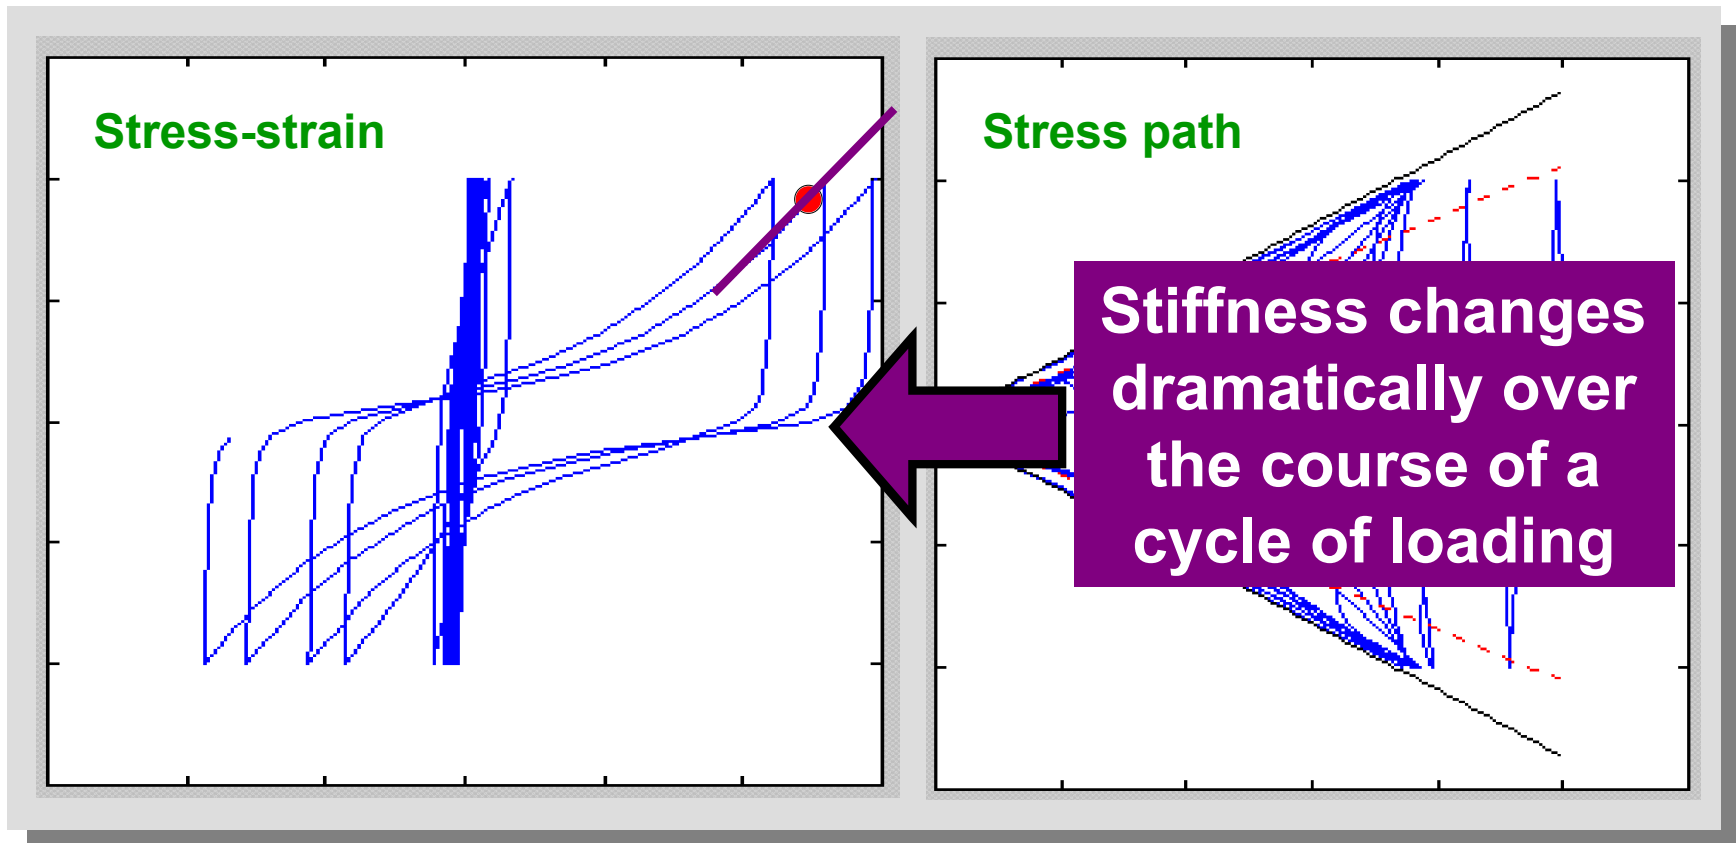 Stress-strain
Stress path
Stiffness changes
dramatically over
the course of a
cycle of loading